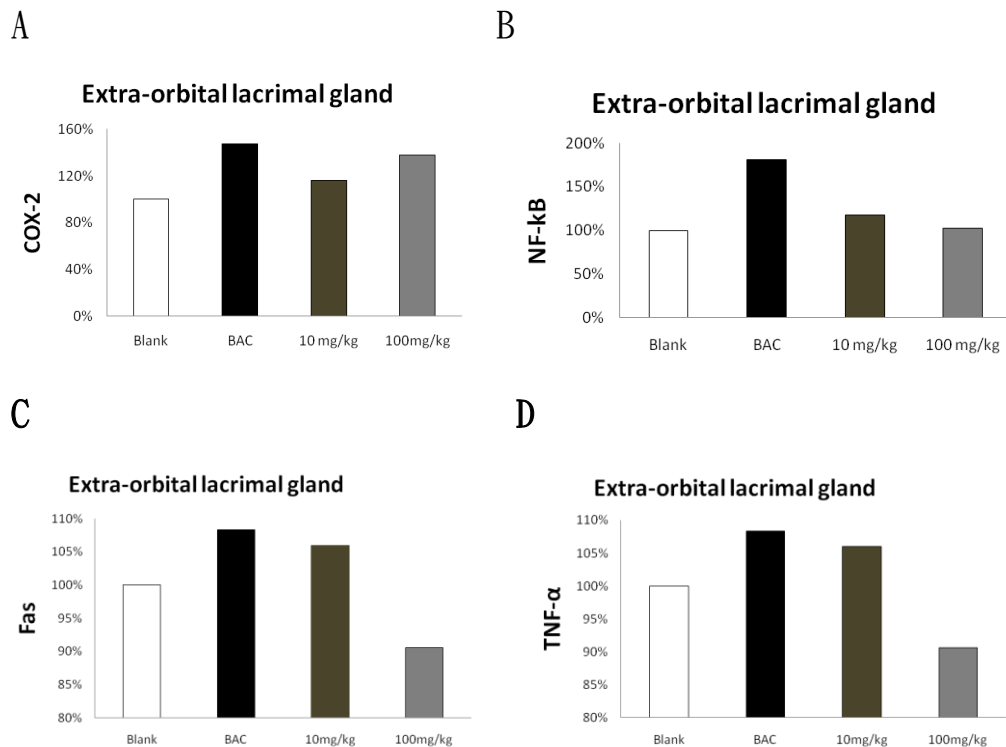 A
Extra-orbital lacrimal gland
COX-2
160%
120%
80%
40%
0%
Blank BAC 10 mg/kg 100mg/kg
B
Extra-orbital lacrimal gland
NF-kB
200%
150%
100%
50%
0%
Blank BAC 10 mg/kg 100 mg/kg
C
Extra-orbital lacrimal gland
Fas
110%
105%
100%
95%
90%
85%
80%
Blank BAC 10mg/kg 100mg/kg
D
Extra-orbital lacrimal gland
TNF-α
110%
105%
100%
95%
90%
85%
80%
Blank BAC 10mg/kg 100mg/kg